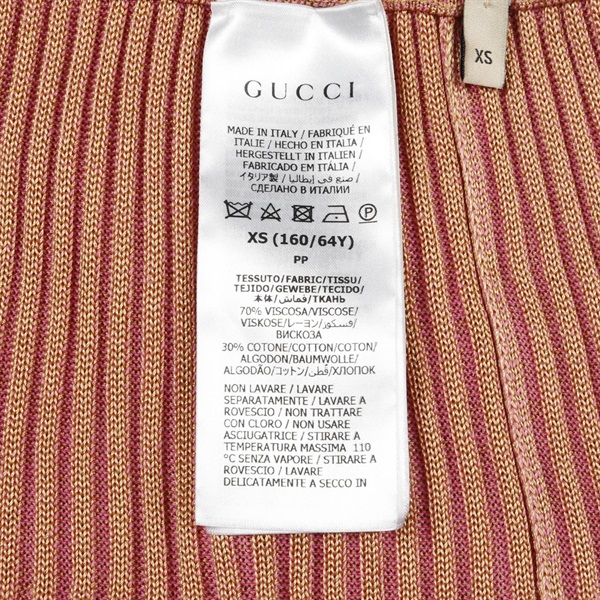 GUCCI
MADE IN ITALY / FABRIQUÉ EN
ITALIE / HECHO EN ITALIA /
HERGESTELLT IN ITALIEN /
FABRICADO EM ITÁLIA /
イタリア製 / صنع في إيطاليا /
СДЕЛАНО В ИТАЛИИ
XS (160/64Y)
PP
TESSUTO/FABRIC/TISSU/
TEJIDO/GEWEBE/TECIDO/
本体/قماش/ТКАНЬ
70% VISCOSA/VISCOSE/
VISKOSE/レーヨン/فسكوز/
ВИСКОЗА
30% COTONE/COTTON/COTON/
ALGODON/BAUMWOLLE/
ALGODÃO/コットン/قطن/ХЛОПОК
NON LAVARE / LAVARE
SEPARATAMENTE / LAVARE A
ROVESCIO / NON TRATTARE
CON CLORO / NON USARE
ASCIUGATRICE / STIRARE A
TEMPERATURA MASSIMA 110
°C SENZA VAPORE / STIRARE A
ROVESCIO / LAVARE
DELICATAMENTE A SECCO IN
XS